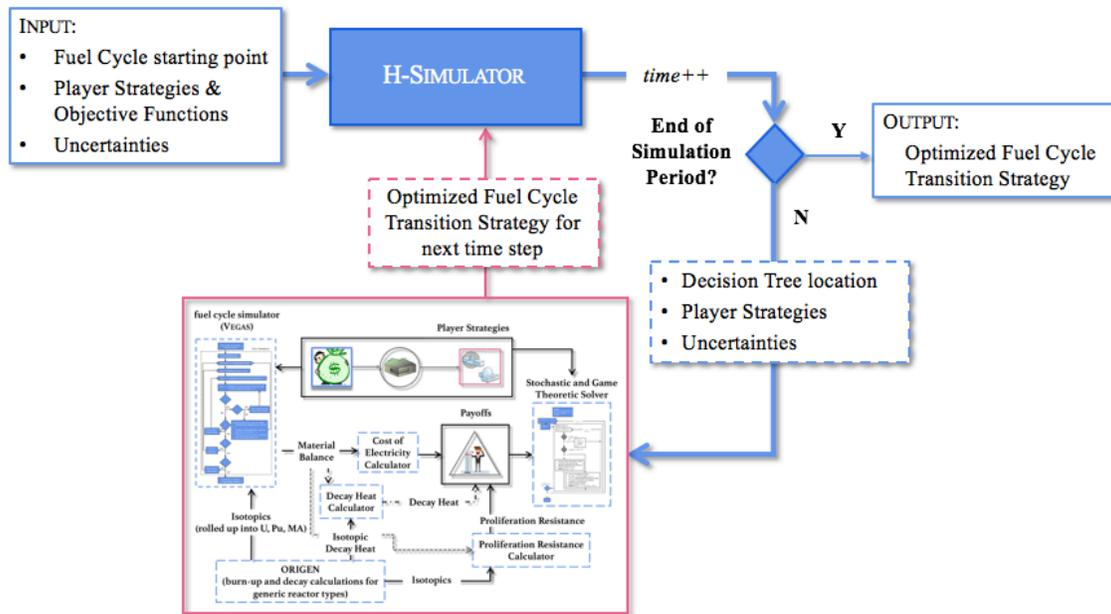 INPUT:
• Fuel Cycle starting point
• Player Strategies &
Objective Functions
• Uncertainties
H-SIMULATOR
time++
End of
Simulation
Period?
Y
OUTPUT:
Optimized Fuel Cycle
Transition Strategy
N
Optimized Fuel Cycle
Transition Strategy for
next time step
• Decision Tree location
• Player Strategies
• Uncertainties
fuel cycle simulator
(VEGAS)
Player Strategies
$
Stochastic and Game
Theoretic Solver
Payoffs
Material
Balance
Cost of
Electricity
Calculator
Decay Heat
Calculator
Decay Heat
Isotopics
(rolled up into U, Pu, MA)
Isotopic
Decay Heat
Proliferation Resistance
Proliferation Resistance
Calculator
ORIGEN
(burn-up and decay calculations for
generic reactor types)
Isotopics